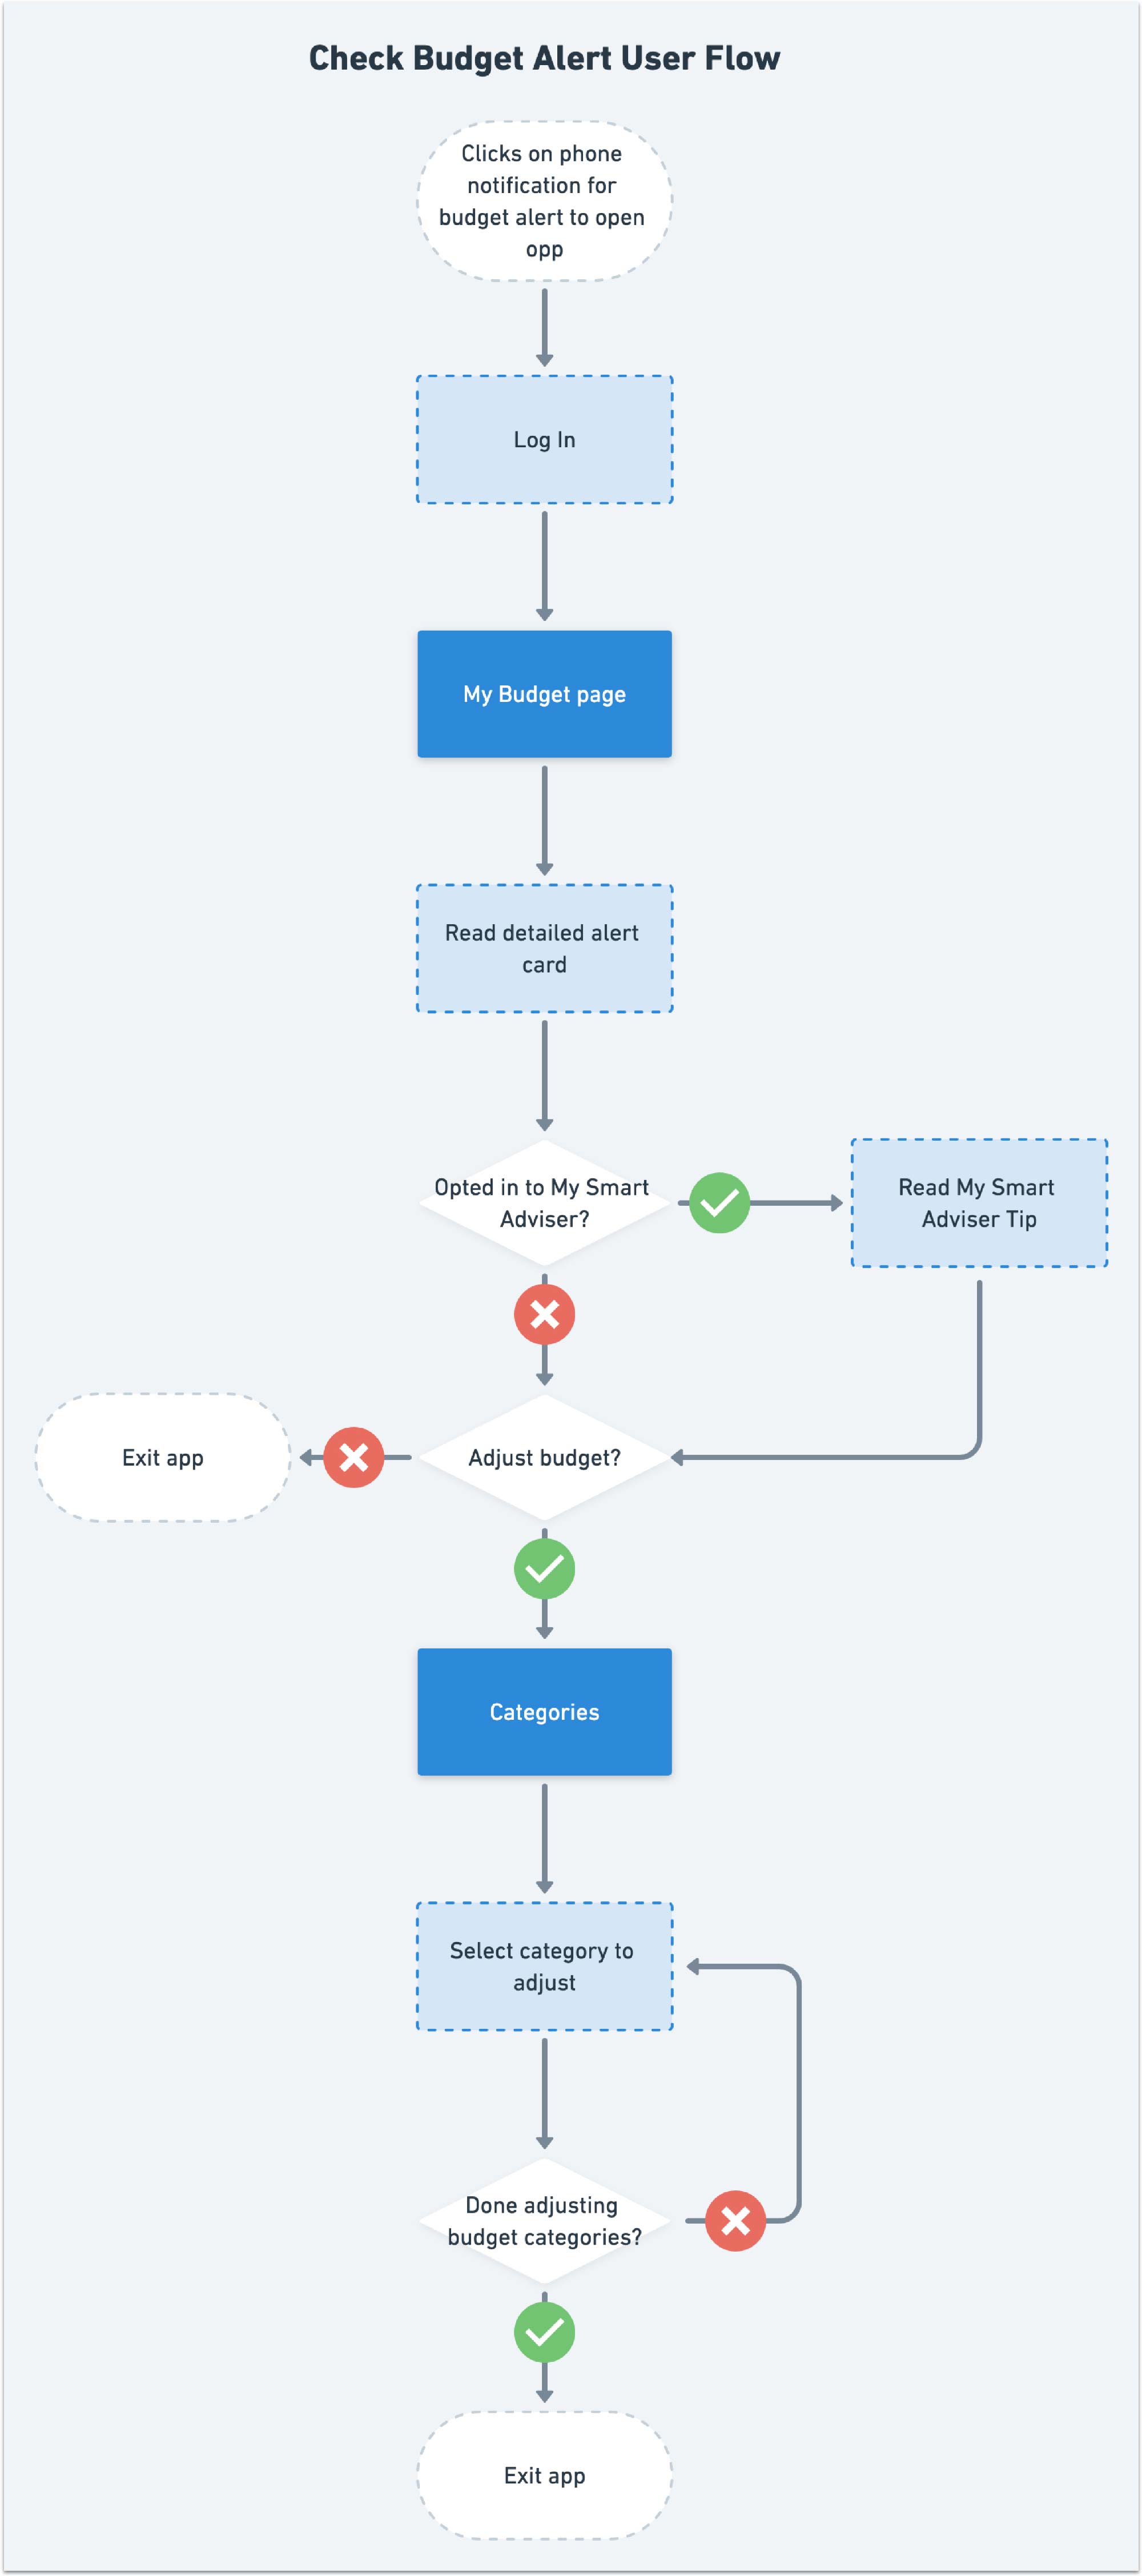 Check Budget Alert User Flow
Clicks on phone
notification for
budget alert to open
opp
Log In
My Budget page
Read detailed alert
card
Opted in to My Smart
Adviser?
Read My Smart
Adviser Tip
Exit app
Adjust budget?
Categories
Select category to
adjust
Done adjusting
budget categories?
Exit app